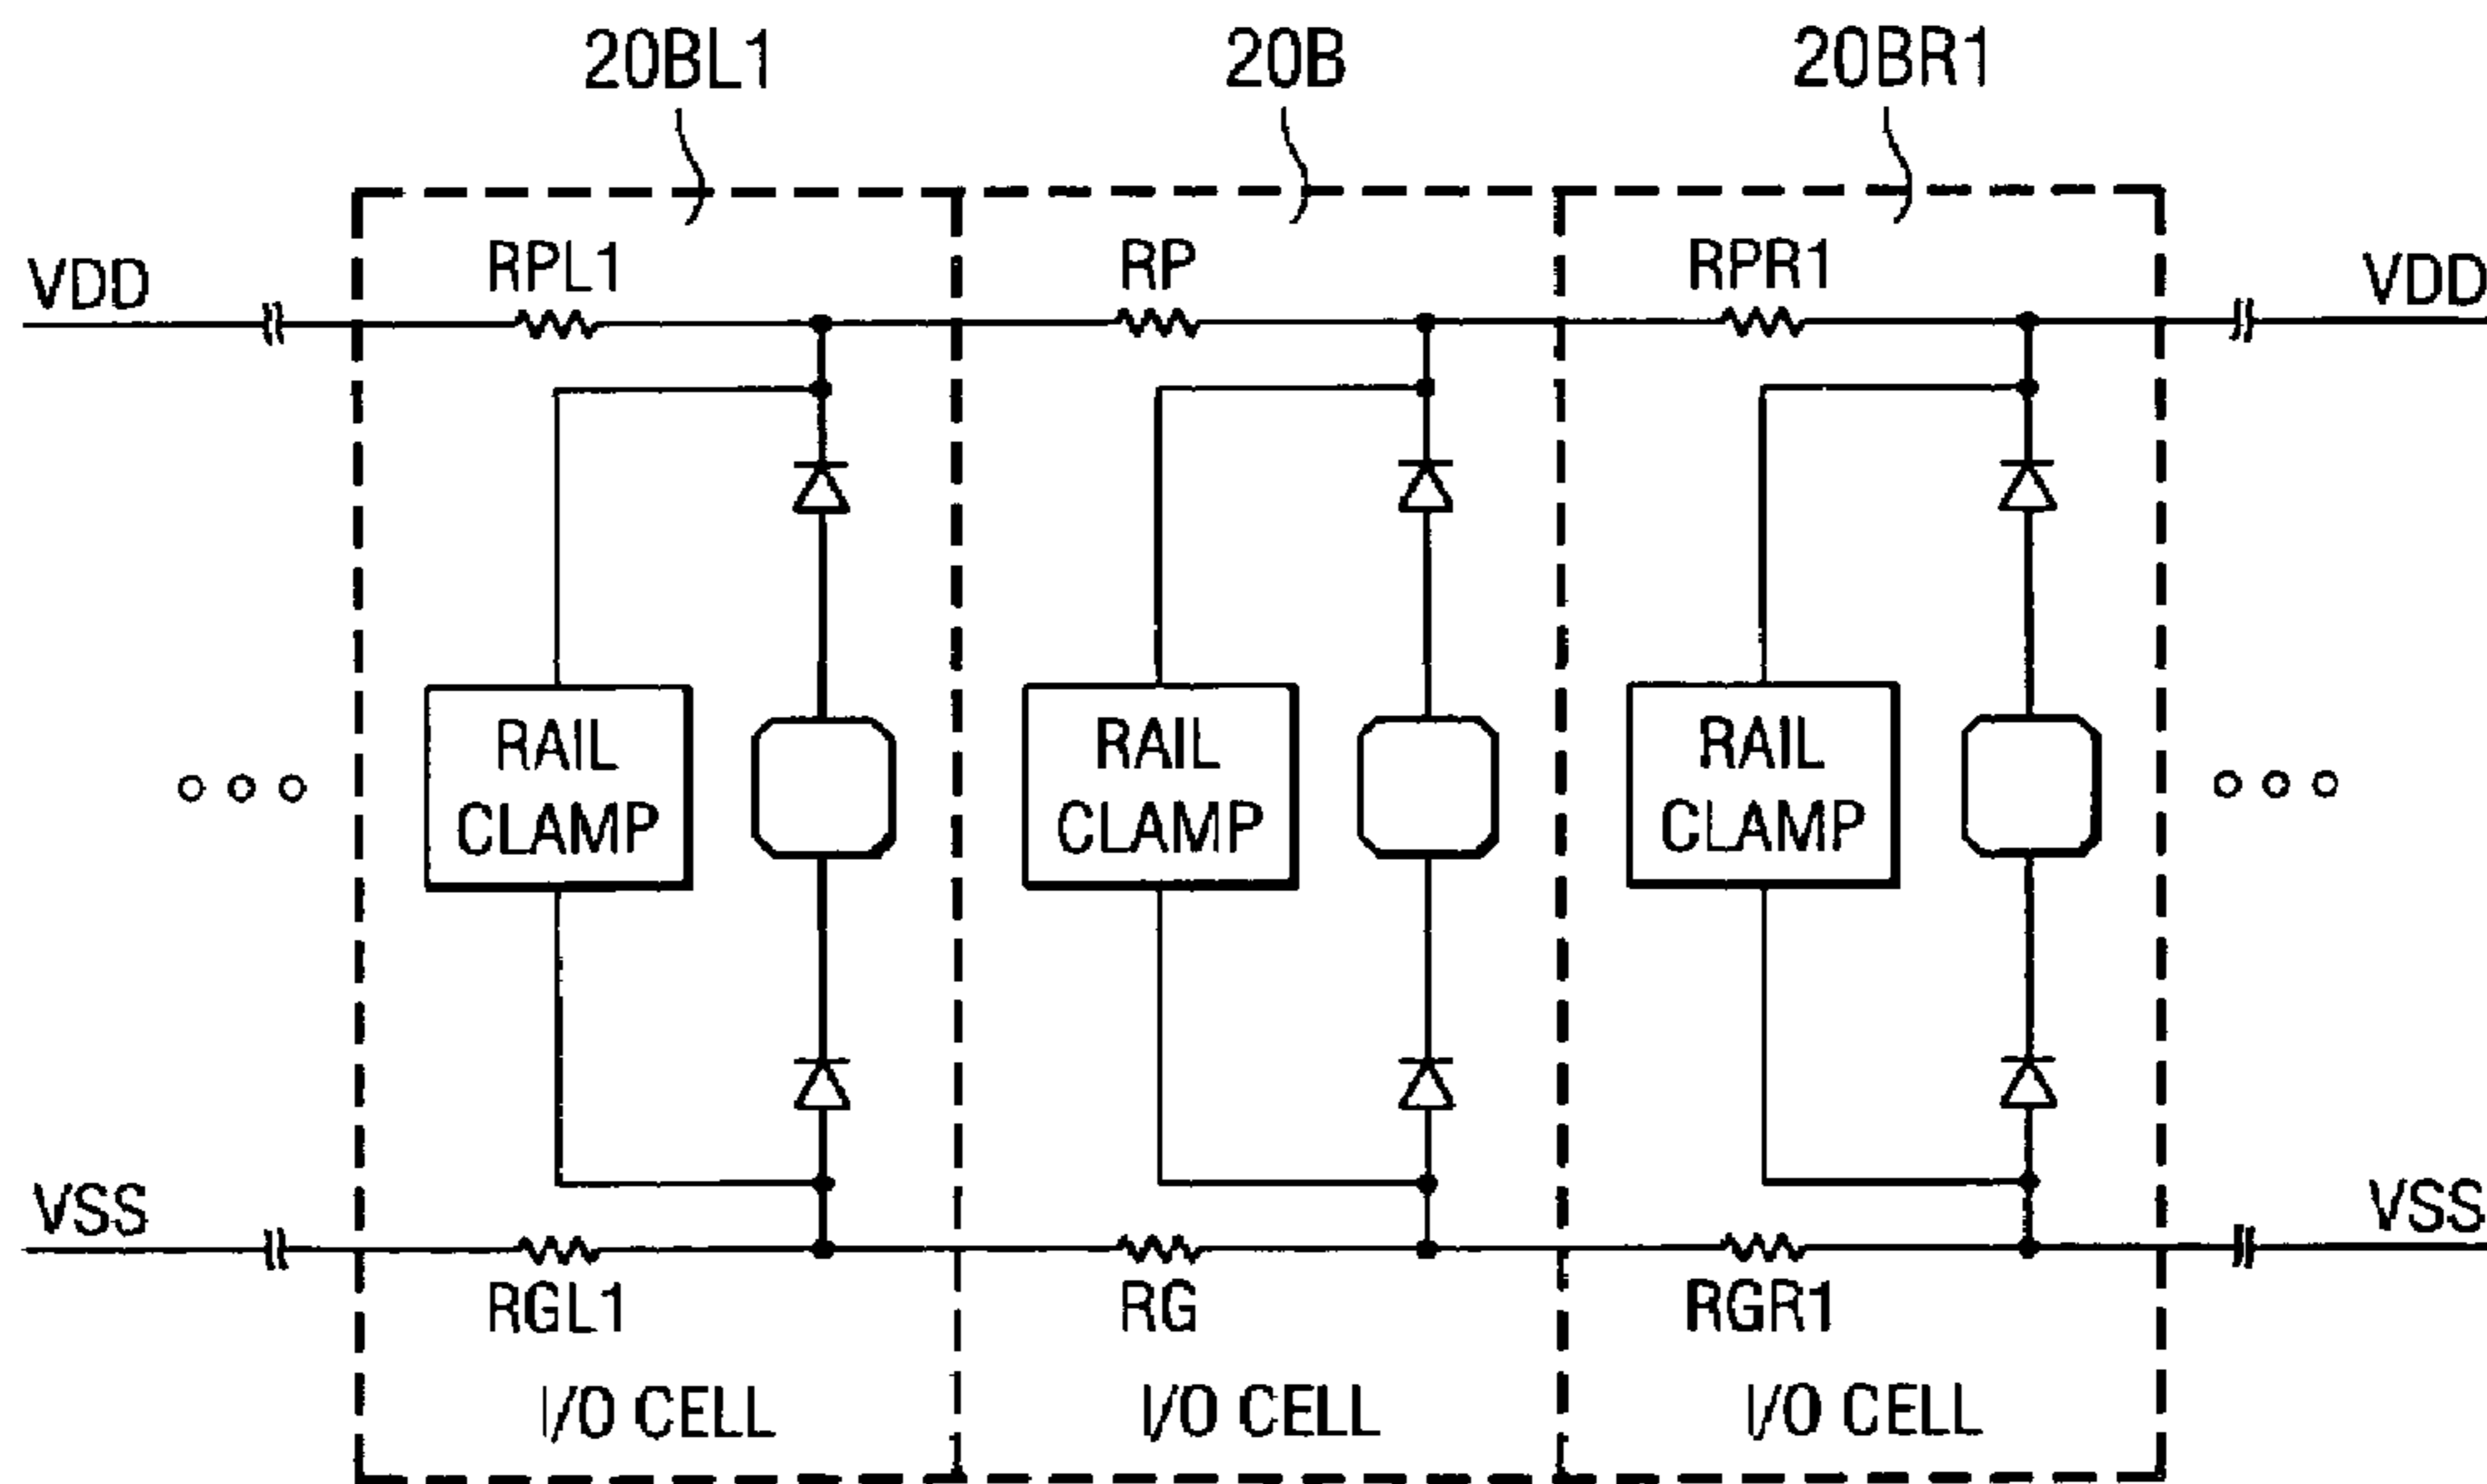 20BL1 20B 20BR1
RPL1 RP RPR1
VDD VDD
RAIL RAIL RAIL
CLAMP CLAMP CLAMP
VSS VSS
RGL1 RG RGR1
I/O CELL I/O CELL I/O CELL